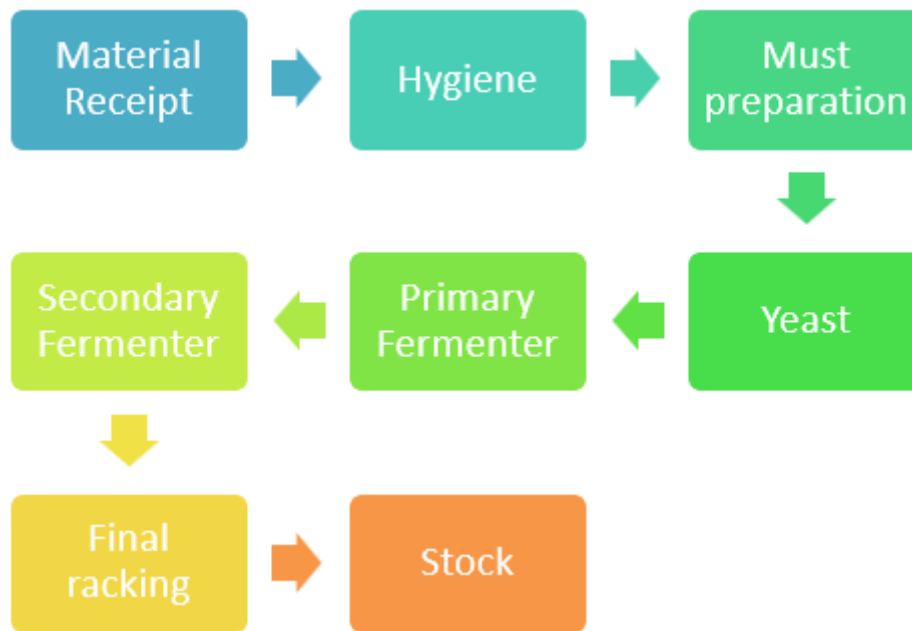 Material
Receipt
Hygiene
Must
preparation
Yeast
Primary
Fermenter
Secondary
Fermenter
Final
racking
Stock